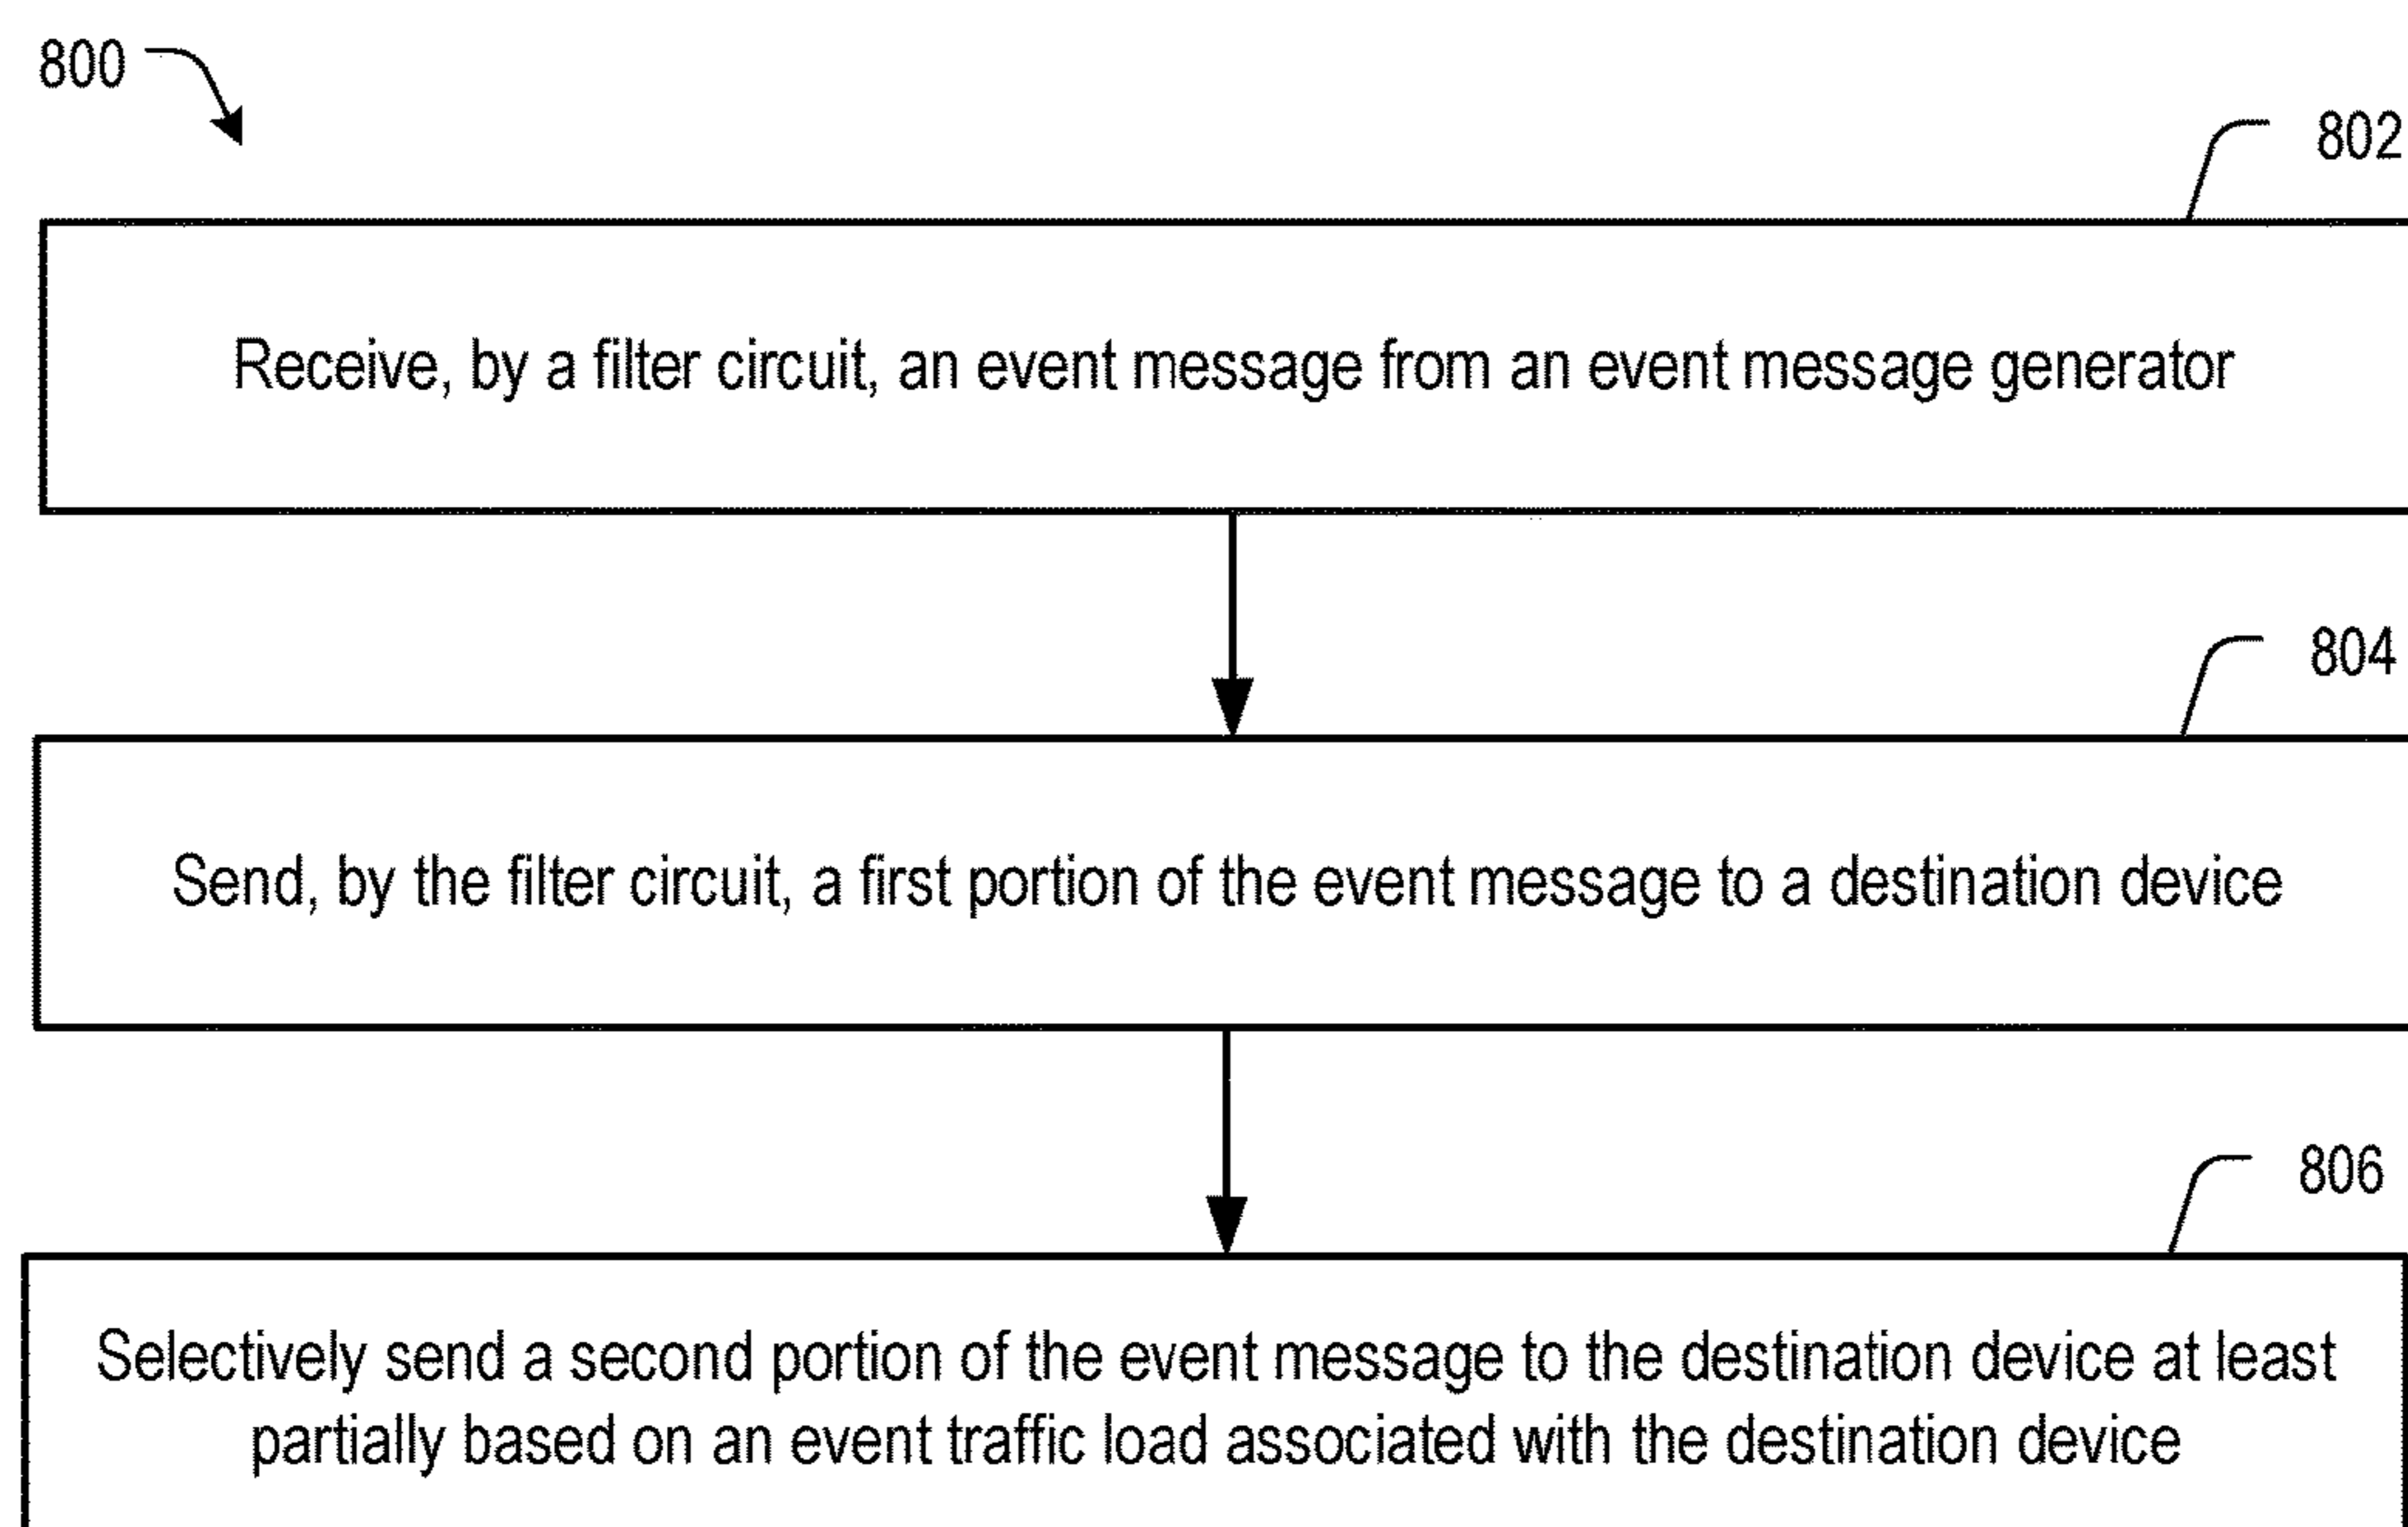 800
802
Receive, by a filter circuit, an event message from an event message generator
804
Send, by the filter circuit, a first portion of the event message to a destination device
806
Selectively send a second portion of the event message to the destination device at least
partially based on an event traffic load associated with the destination device